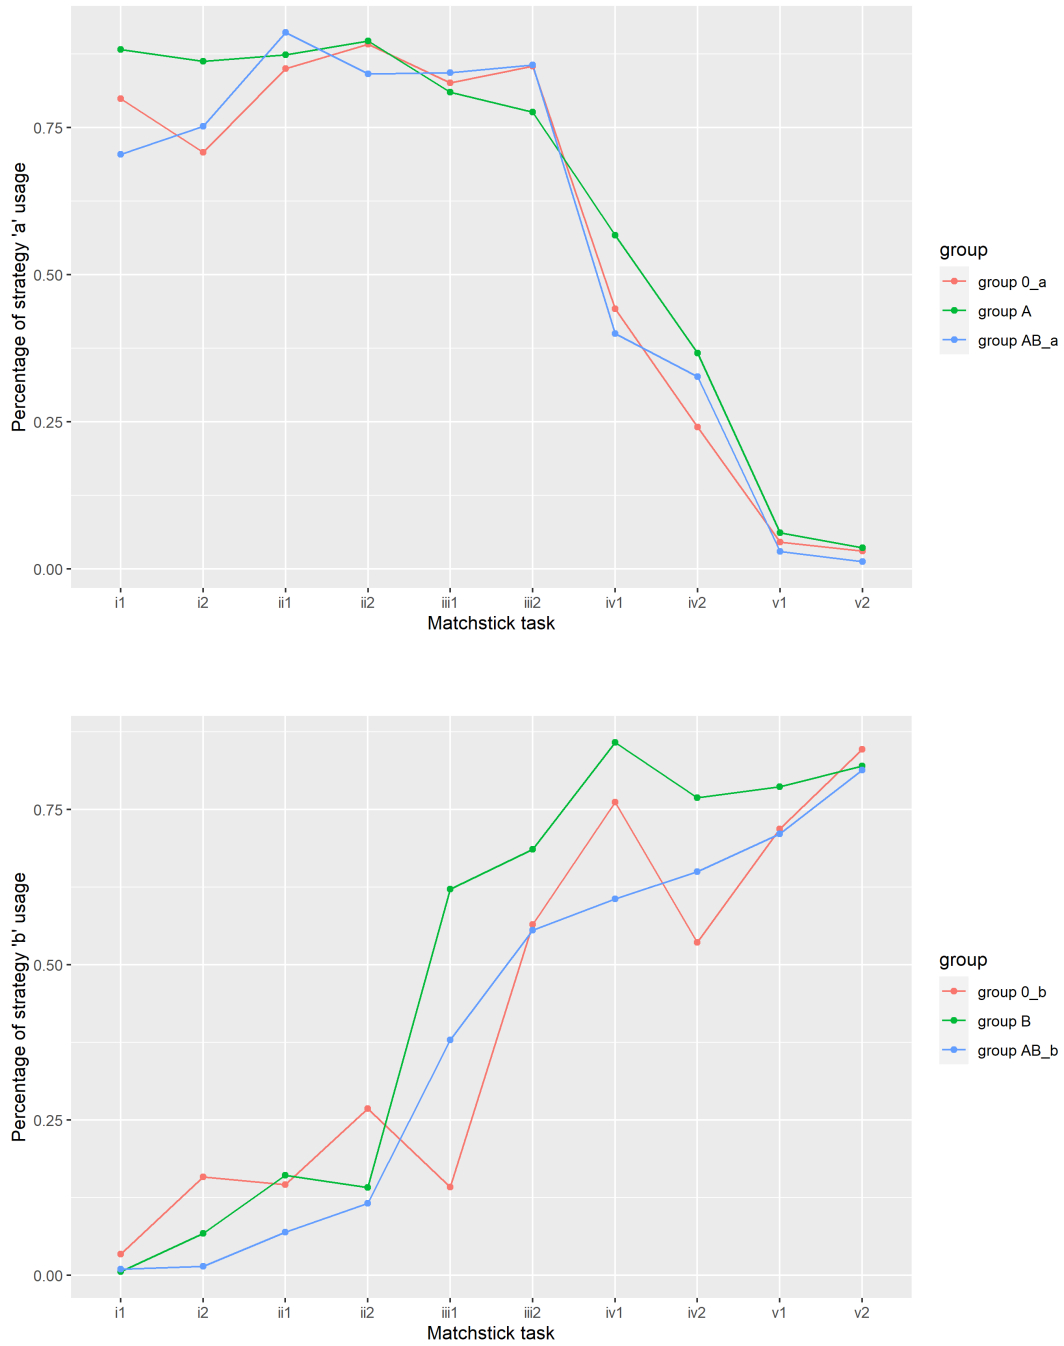 Percentage of strategy 'a' usage
0.75
0.50
0.25
0.00
i1 i2 ii1 ii2 iii1 iii2 iv1 iv2 v1 v2
Matchstick task
group
group 0_a
group A
group AB_a
Percentage of strategy 'b' usage
0.75
0.50
0.25
0.00
i1 i2 ii1 ii2 iii1 iii2 iv1 iv2 v1 v2
Matchstick task
group
group 0_b
group B
group AB_b